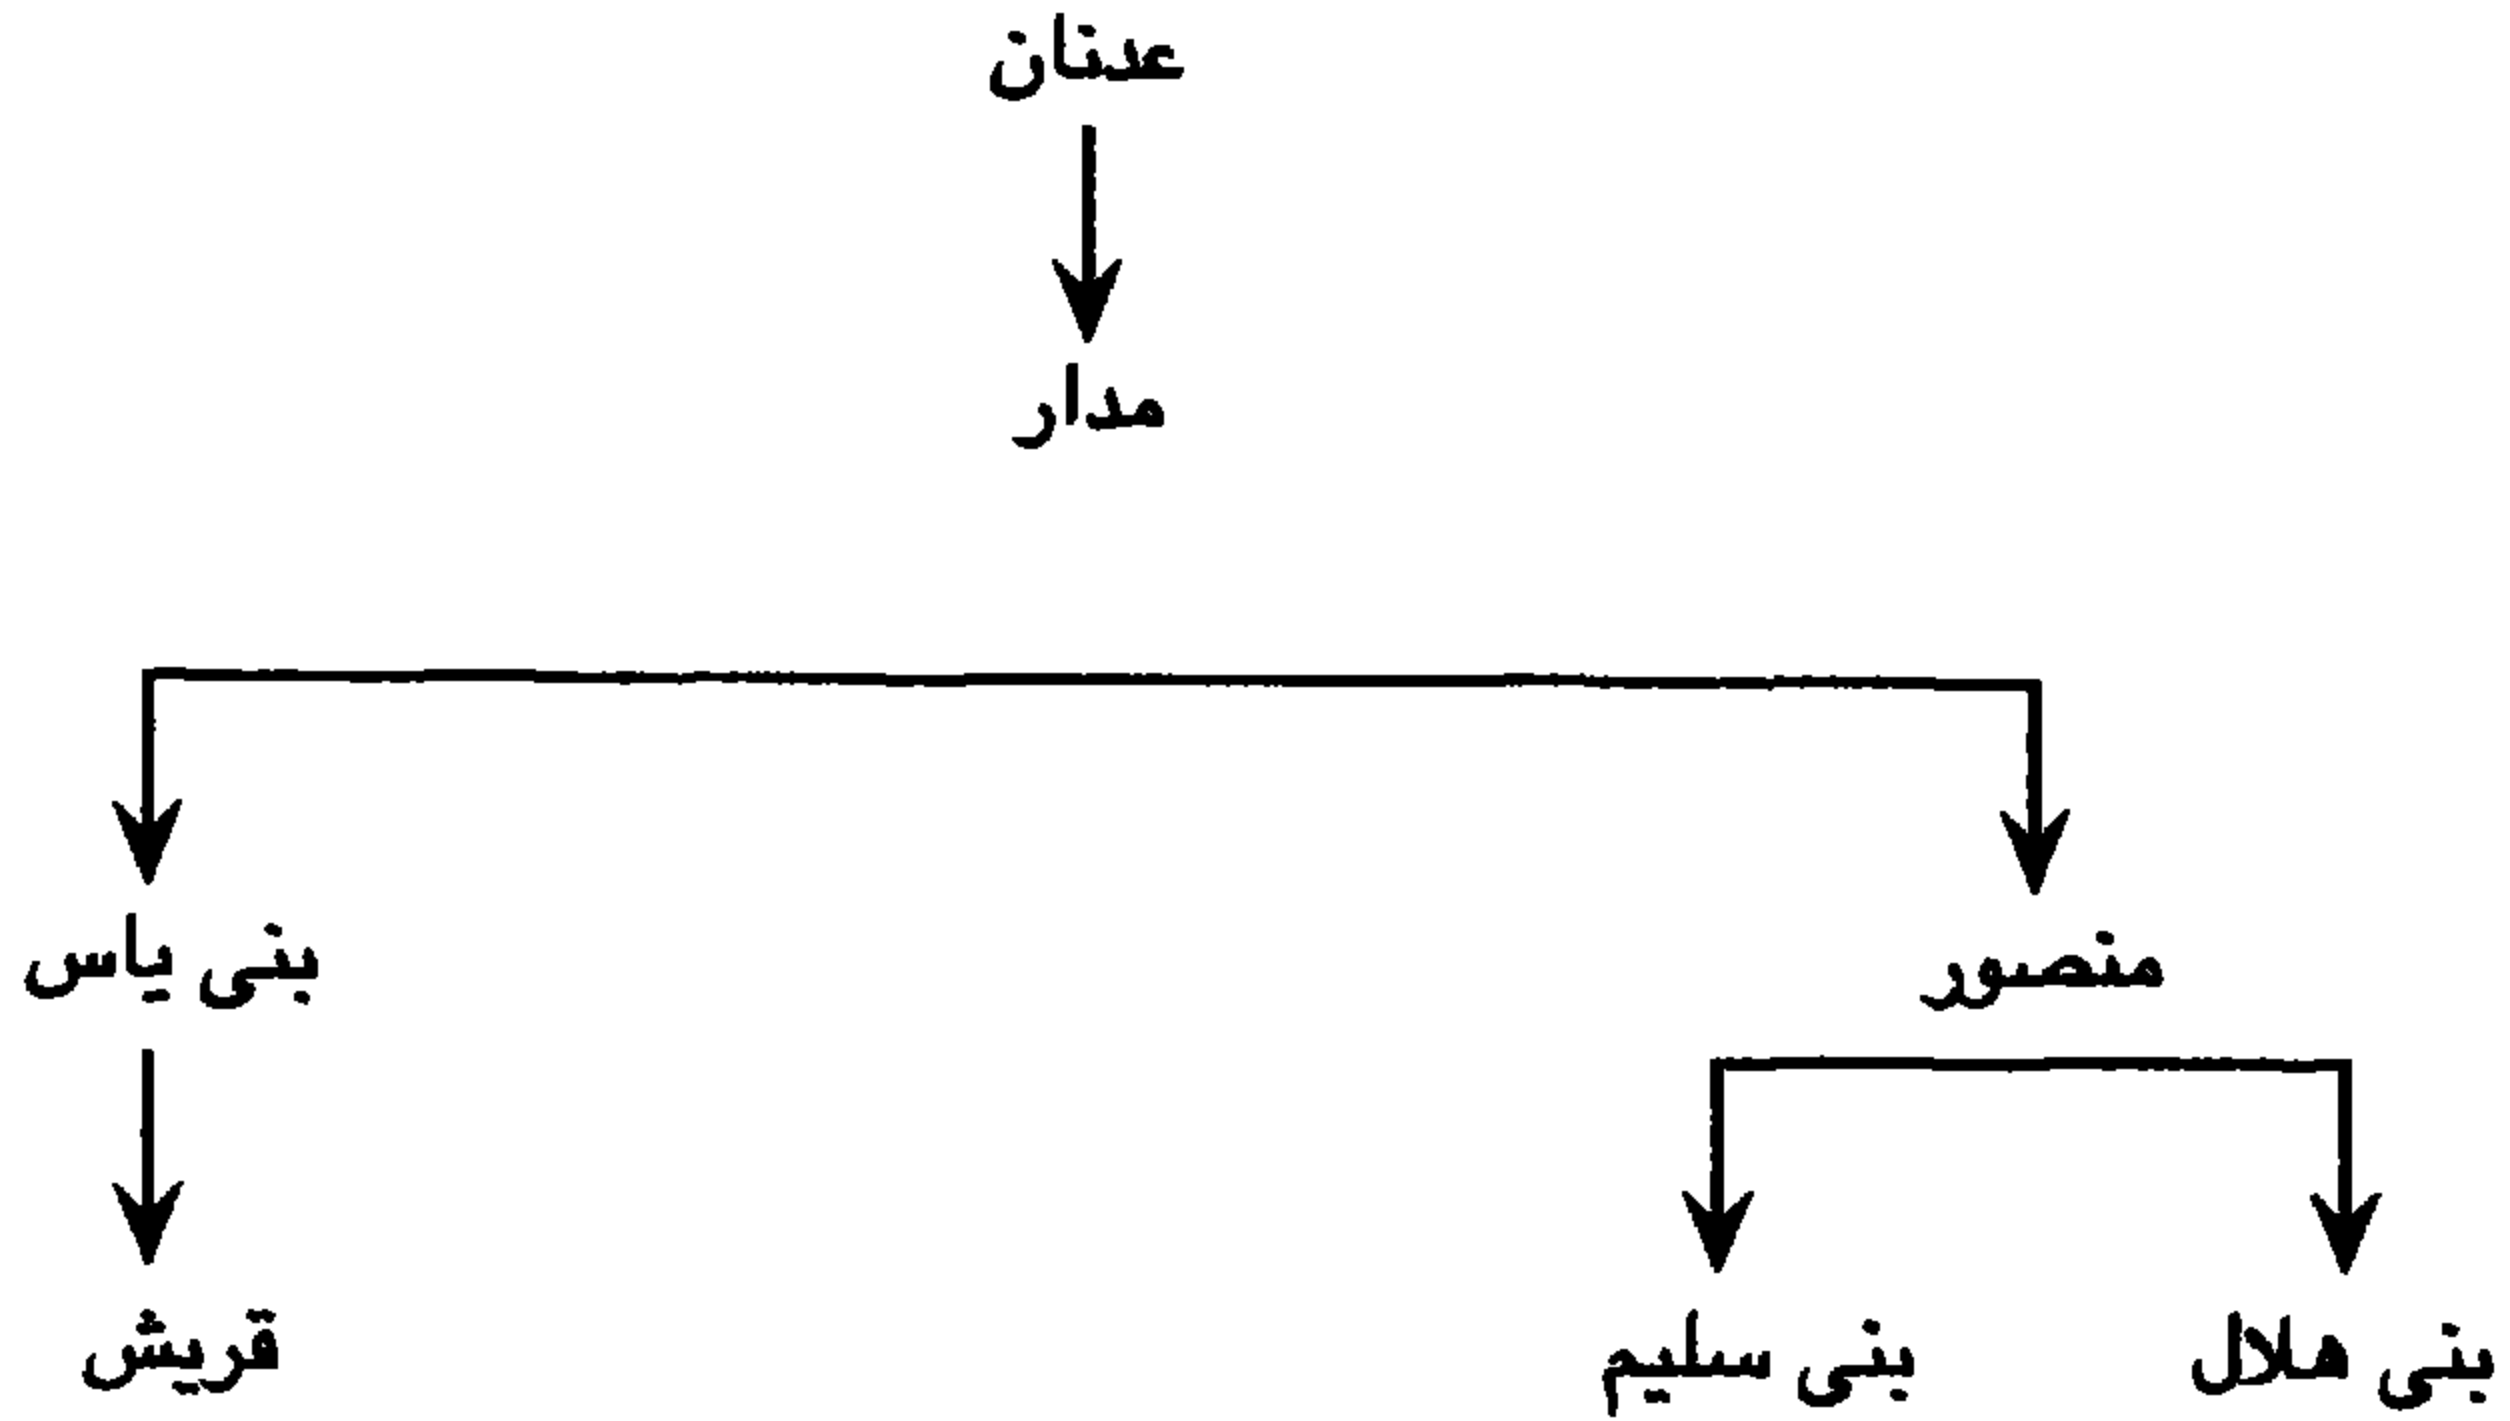 عدنان
مدار
منصور
بنى ياس
بنى هلال
بنى سليم
قريش